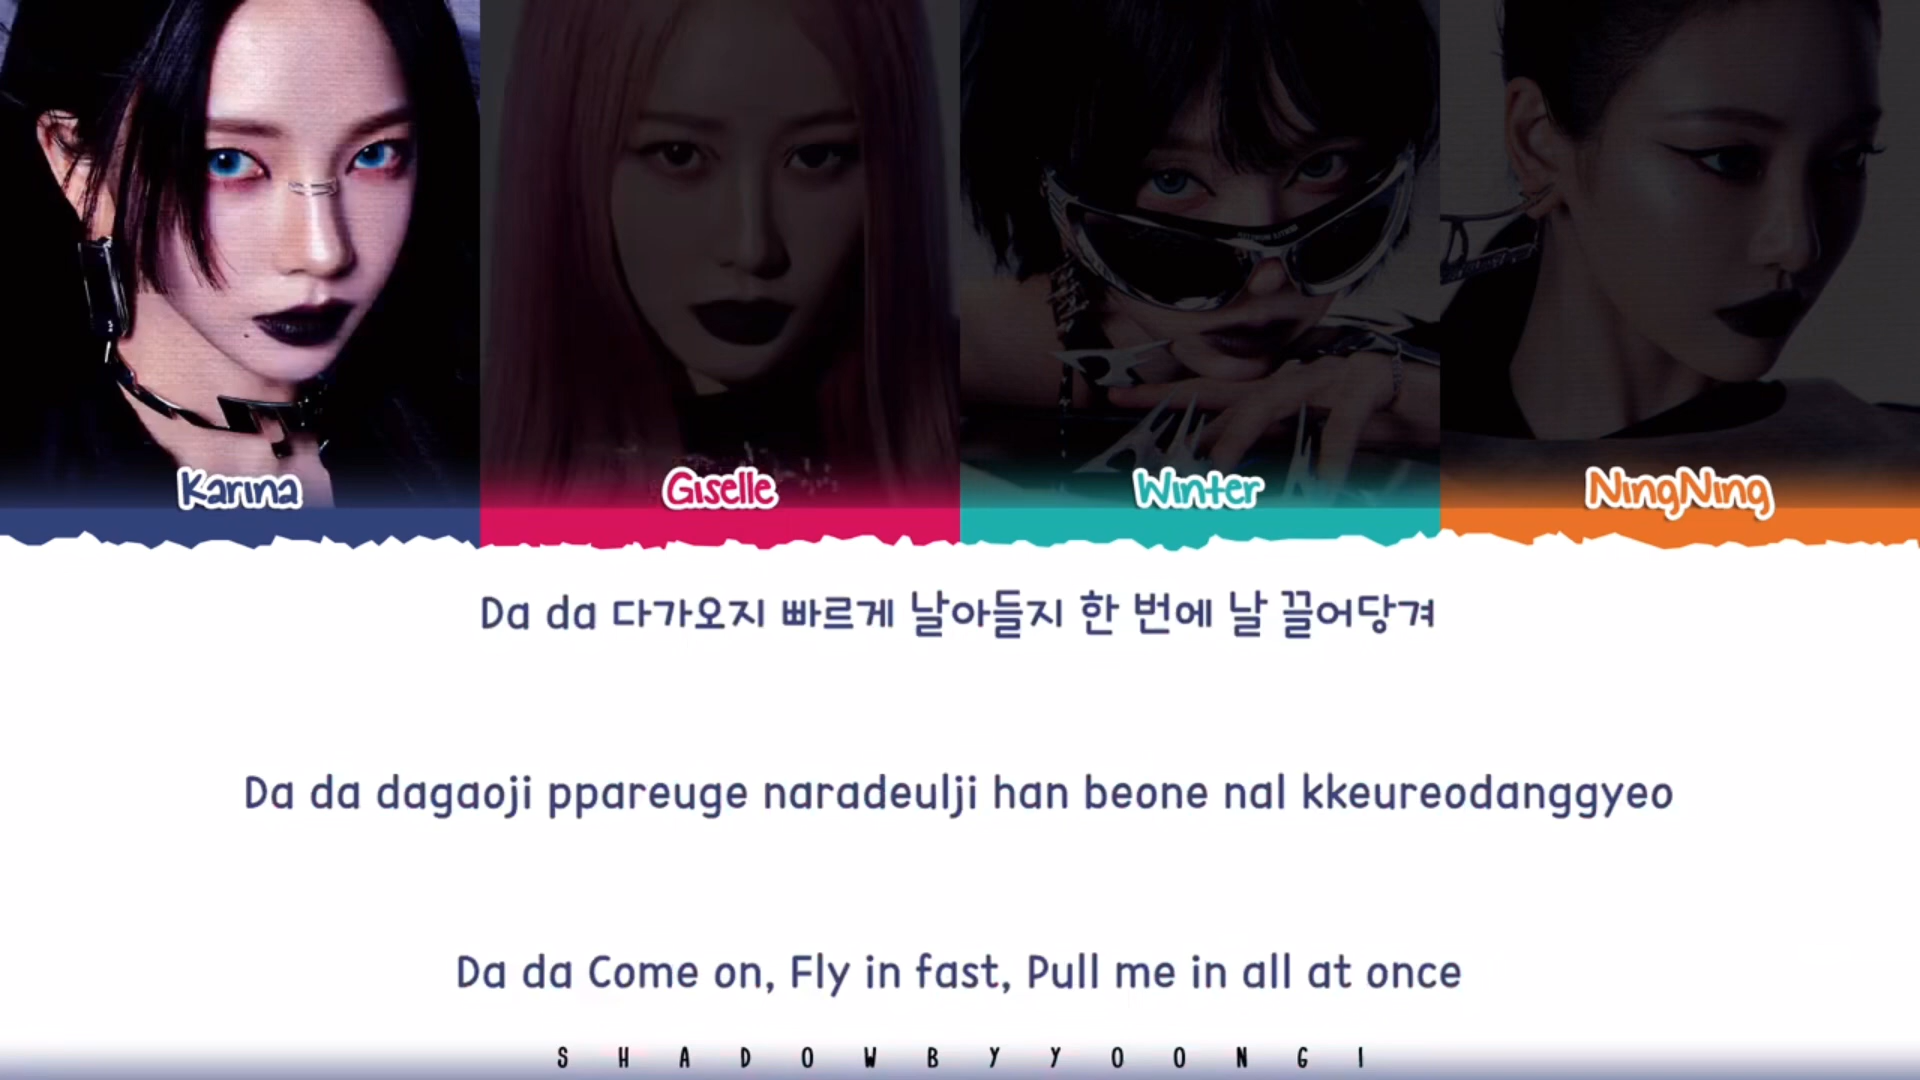 Karina
Giselle
Winter
NingNing
Da da 다가오지 빠르게 날아들지 한 번에 날 끌어당겨
Da da dagaoji ppareuge naradeulji han beone nal kkeureodanggyeo
Da da Come on, Fly in fast, Pull me in all at once
SHADOWBYYOONGI